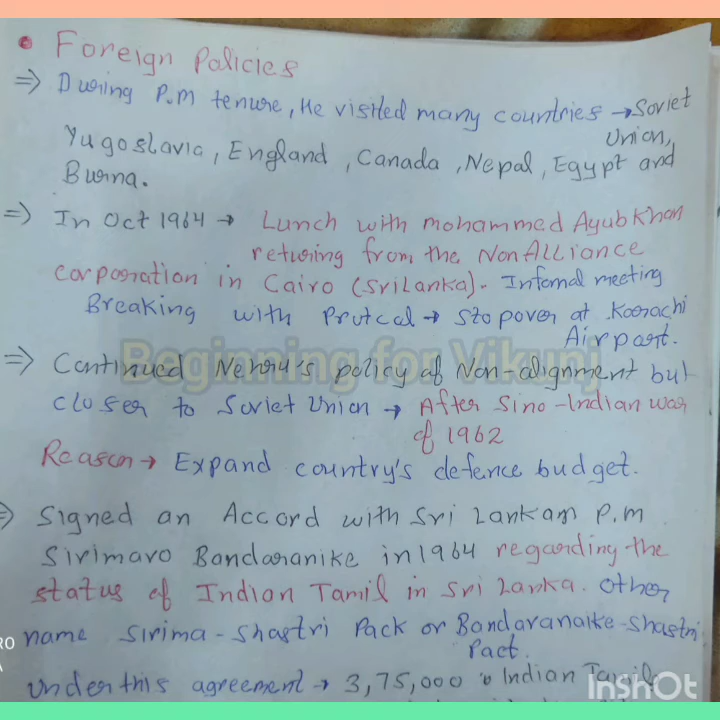 • Foreign Policies
⇒ During P.M tenure, He visited many countries → Soviet
Union,
Yugoslavia, England, Canada, Nepal, Egypt and
Burma.
⇒ In Oct 1964 → Lunch with Mohammed Ayub Khan
returing from the Non Alliance
Corporation in Cairo (Sri Lanka). Infomal meeting
Breaking with Protcal → Stopover at Karachi
Airport.
Beginning for Vikunj
⇒ Continued Nehru's policy of Non-alignment but
closer to Soviet Union → After Sino-Indian war
of 1962
Reason → Expand country's defence budget.
⇒ Signed an Accord with Sri Lankan P.M
Sirimavo Bandaranike in 1964 regarding the
status of Indian Tamil in Sri Lanka. Other
name Sirima-Shastri Pack or Bandaranaike-Shastri
Pact.
Under this agreement → 3,75,000 Indian Tamils
RO
A
InShOt